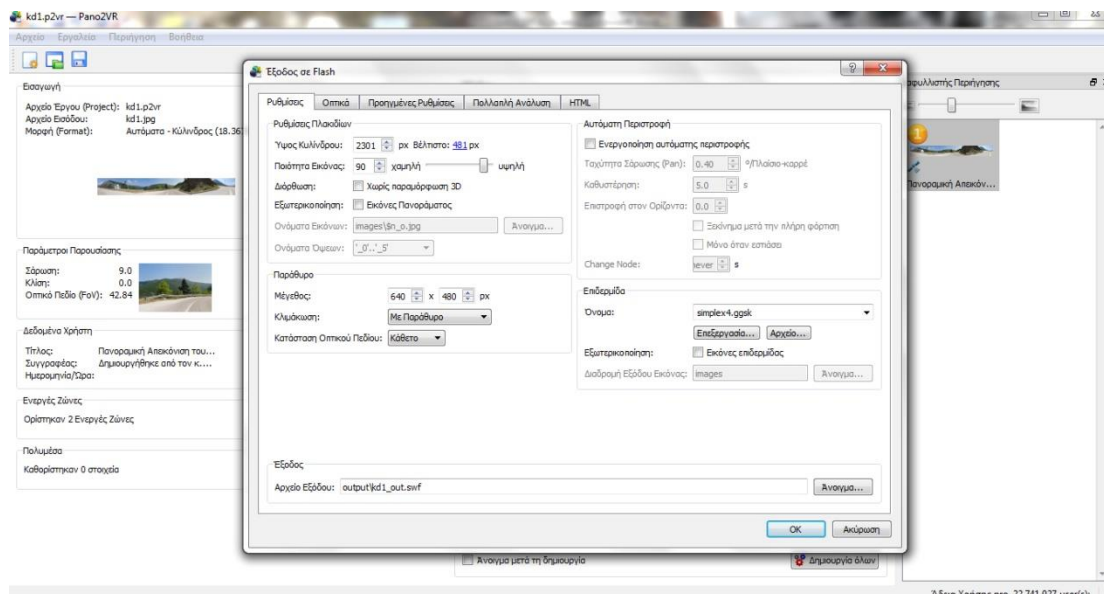 kd1.p2vr — Pano2VR
Αρχείο Εργαλεία Περιήγηση Βοήθεια
Εισαγωγή
Αρχείο Έργου (Project): kd1.p2vr
Αρχείο Εισόδου: kd1.jpg
Μορφή (Format): Αυτόματα - Κύλινδρος (18.36
Παράμετροι Παρουσίασης
Σάρωση: 9.0
Κλίση: 0.0
Οπτικό Πεδίο (FoV): 42.84
Δεδομένα Χρήστη
Τίτλος: Πανοραμική Απεικόνιση του...
Συγγραφέας: Δημιουργήθηκε από τον κ....
Ημερομηνία/Ώρα:
Ενεργές Ζώνες
Ορίστηκαν 2 Ενεργές Ζώνες
Πολυμέσα
Καθορίστηκαν 0 στοιχεία
Έξοδος σε Flash
Ρυθμίσεις Οπτικά Προηγμένες Ρυθμίσεις Πολλαπλή Ανάλυση HTML
Ρυθμίσεις Πλακιδίων
Ύψος Κυλίνδρου: 2301 px Βέλτιστο: 481 px
Ποιότητα Εικόνας: 90 χαμηλή υψηλή
Διόρθωση: Χωρίς παραμόρφωση 3D
Εξωτερικοποίηση: Εικόνες Πανοράματος
Ονόματα Εικόνων: images\$n_o.jpg Άνοιγμα...
Ονόματα Όψεων: '_0'..'_5'
Παράθυρο
Μέγεθος: 640 x 480 px
Κλιμάκωση: Με Παράθυρο
Κατάσταση Οπτικού Πεδίου: Κάθετο
Αυτόματη Περιστροφή
Ενεργοποίηση αυτόματης περιστροφής
Ταχύτητα Σάρωσης (Pan): 0.40 °/Πλαίσιο-καρρέ
Καθυστέρηση: 5.0 s
Επιστροφή στον Ορίζοντα: 0.0
Ξεκίνημα μετά την πλήρη φόρτιση
Μόνο όταν εστιάσει
Change Node: never s
Επιδερμίδα
Όνομα: simplex4.ggsk
Επεξεργασία... Αρχείο...
Εξωτερικοποίηση: Εικόνες επιδερμίδας
Διαδρομή Εξόδου Εικόνας: images Άνοιγμα...
Έξοδος
Αρχείο Εξόδου: output\kd1_out.swf Άνοιγμα...
OK Ακύρωση
Άνοιγμα μετά τη δημιουργία Δημιουργία όλων
αφυλλιστής Περιήγησης
1
Πανοραμική Απεικόν...